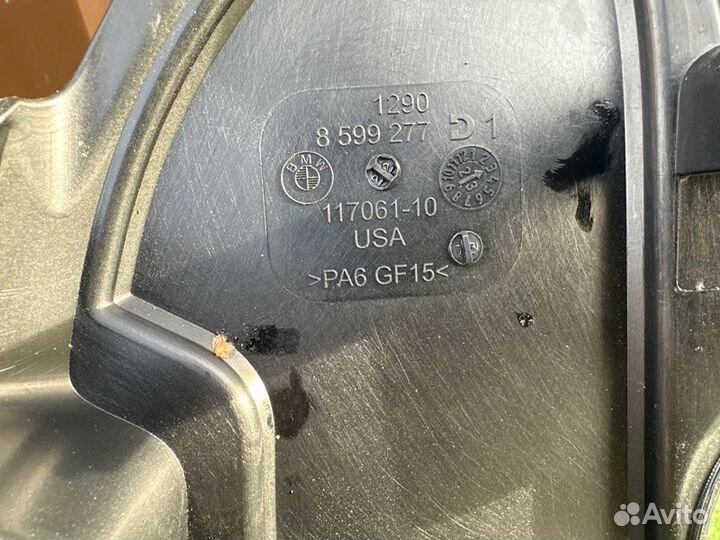 1290
8 599 277 D 1
BMW
117061-10
USA
>PA6 GF15<
Avito